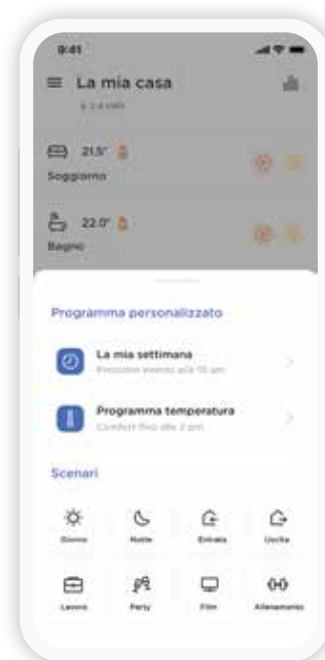 9:41
La mia casa
21.5°
Soggiorno
22.0°
Bagno
Programma personalizzato
La mia settimana
Prossimo evento alle 10 am
Programma temperatura
Comfort fino alle 2 pm
Scenari
Giorno Notte Entrata Uscita
Lavoro Party Film Allenamento